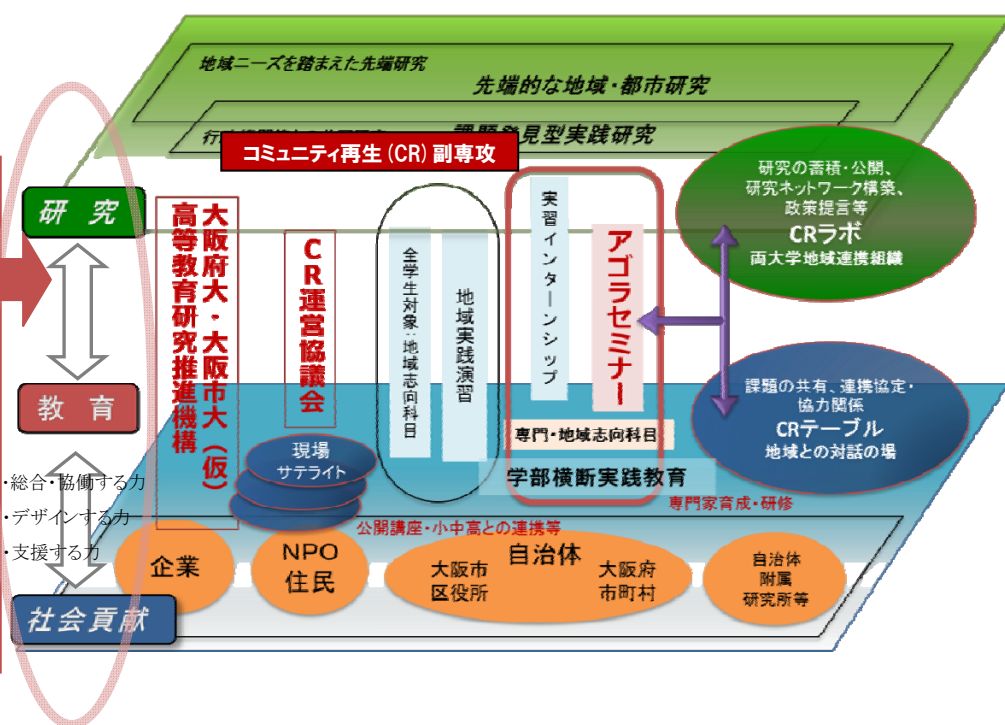 地域ニーズを踏まえた先端研究
先端的な地域・都市研究
課題発見型実践研究
コミュニティ再生(CR)副専攻
研究
教育
・総合・協働する力
・デザインする力
・支援する力
社会貢献
大阪府大・大阪市大(仮)
高等教育研究推進機構
CR運営協議会
現場
サテライト
全学生対象:地域志向科目
地域実践演習
実習インターンシップ
アゴラセミナー
専門・地域志向科目
学部横断実践教育
研究の蓄積・公開、
研究ネットワーク構築、
政策提言等
CRラボ
両大学地域連携組織
課題の共有、連携協定・
協力関係
CRテーブル
地域との対話の場
専門家育成・研修
公開講座・小中高との連携等
企業
NPO
住民
自治体
大阪市
区役所
大阪府
市町村
自治体
附属
研究所等